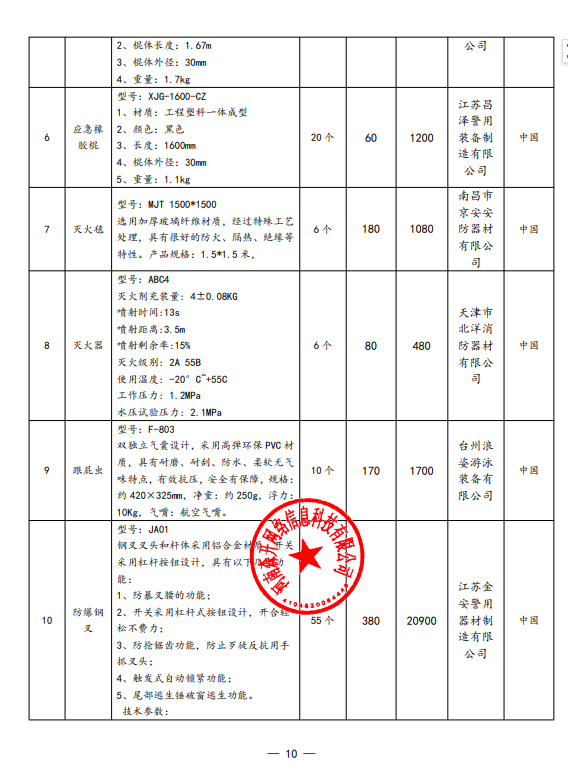 2、棍体长度：1.67m
3、棍体外径：30mm
4、重量：1.7kg
公司
6
应急橡
胶棍
型号：XJG-1600-CZ
1、材质：工程塑料一体成型
2、颜色：黑色
3、长度：1600mm
4、棍体外径：30mm
5、重量：1.1kg
20 个
60
1200
江苏昌
泽警用
装备制
造有限
公司
中国
7
灭火毯
型号：MJT 1500*1500
选用加厚玻璃纤维材质，经过特殊工艺
处理，具有很好的防火、隔热、绝缘等
特性。产品规格：1.5*1.5 米，
6 个
180
1080
南昌市
京安安
防器材
有限公
司
中国
8
灭火器
型号：ABC4
灭火剂充装量：4±0.08KG
喷射时间:13s
喷射距离:3.5m
喷射剩余率:15%
灭火级别：2A 55B
使用温度：-20°C~+55C
工作压力：1.2MPa
水压试验压力：2.1MPa
6 个
80
480
天津市
北洋消
防器材
有限公
司
中国
9
跟屁虫
型号：F-803
双独立气囊设计，采用高弹环保 PVC 材
质，具有耐磨、耐刮、防水、柔软无气
味特点，有效抗压，安全有保障，规格：
约 420×325mm，净重：约 250g，浮力：
10Kg，气嘴：航空气嘴。
10 个
170
1700
台州浪
姿游泳
装备有
限公司
中国
10
防爆钢
叉
型号：JA01
钢叉叉头和杆体采用铝合金材质，开关
采用杠杆按钮设计，具有以下功
能：
1、防暴叉腰的功能；
2、开关采用杠杆式按钮设计，开合轻
松不费力；
3、防抢锯齿功能，防止歹徒反抗用手
抓叉头；
4、触发式自动锁紧功能；
5、尾部逃生锤破窗逃生功能。
技术参数：
55 个
380
20900
江苏金
安警用
器材制
造有限
公司
中国
开网络信息科技有限公司
— 10 —